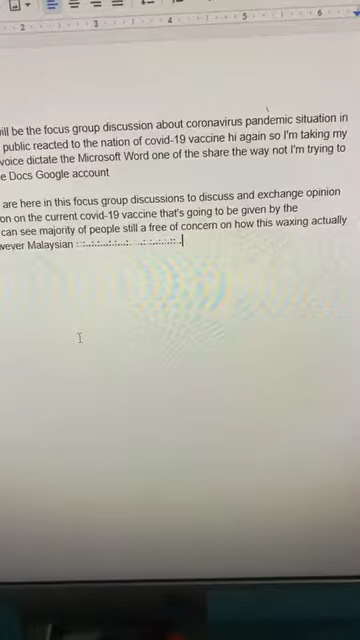 2 3 4 5 6
ill be the focus group discussion about coronavirus pandemic situation in
public reacted to the nation of covid-19 vaccine hi again so I'm taking my
voice dictate the Microsoft Word one of the share the way not I'm trying to
e Docs Google account
are here in this focus group discussions to discuss and exchange opinion
on on the current covid-19 vaccine that's going to be given by the
can see majority of people still a free of concern on how this waxing actually
wever Malaysian